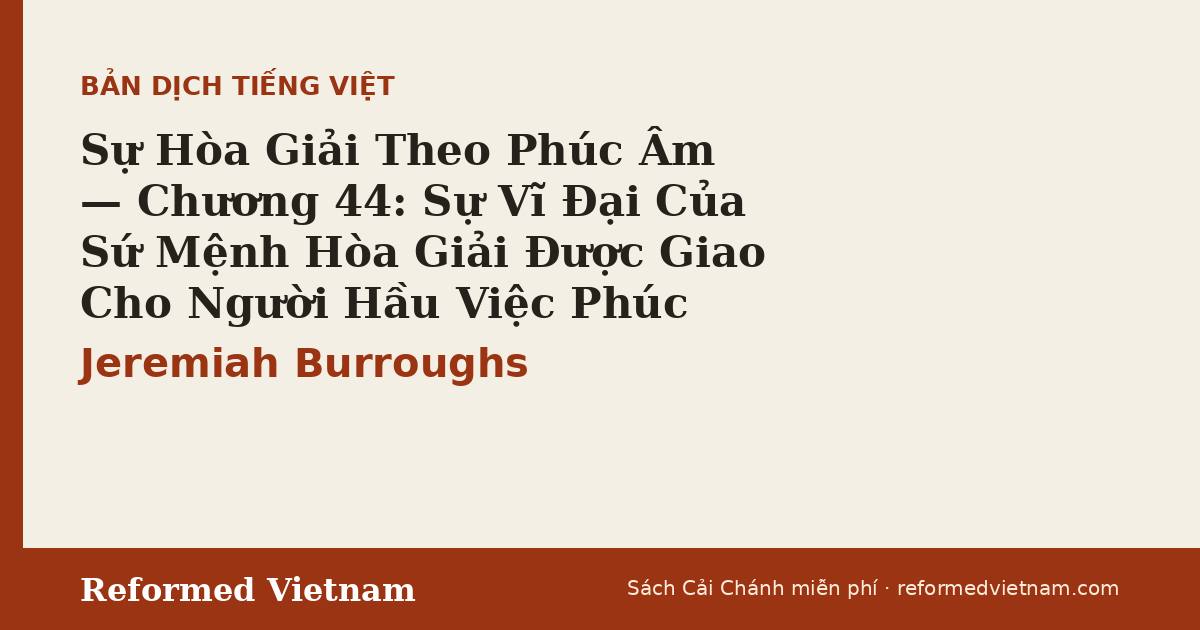 BẢN DỊCH TIẾNG VIỆT
Sự Hòa Giải Theo Phúc Âm
— Chương 44: Sự Vĩ Đại Của
Sứ Mệnh Hòa Giải Được Giao
Cho Người Hầu Việc Phúc
Jeremiah Burroughs
Reformed Vietnam
Sách Cải Chánh miễn phí · reformedvietnam.com